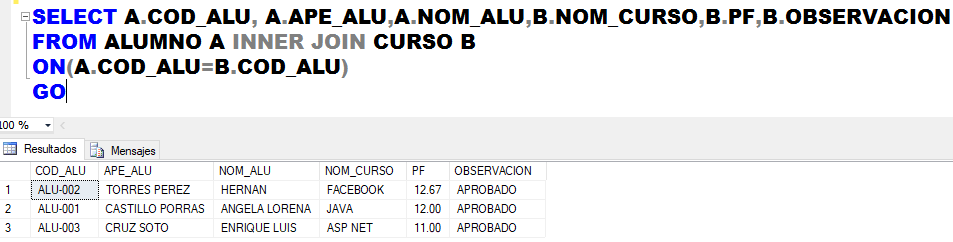 SELECT A.COD_ALU, A.APE_ALU,A.NOM_ALU,B.NOM_CURSO,B.PF,B.OBSERVACION
FROM ALUMNO A INNER JOIN CURSO B
ON(A.COD_ALU=B.COD_ALU)
GO
100 %
Resultados Mensajes
COD_ALU APE_ALU NOM_ALU NOM_CURSO PF OBSERVACION
1 ALU-002 TORRES PEREZ HERNAN FACEBOOK 12.67 APROBADO
2 ALU-001 CASTILLO PORRAS ANGELA LORENA JAVA 12.00 APROBADO
3 ALU-003 CRUZ SOTO ENRIQUE LUIS ASP NET 11.00 APROBADO